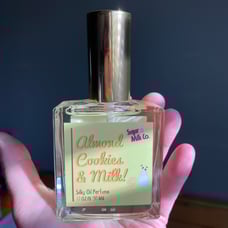 Sugar
Milk Co.
Almond
Cookies
& Milk!
Silky Oil Perfume